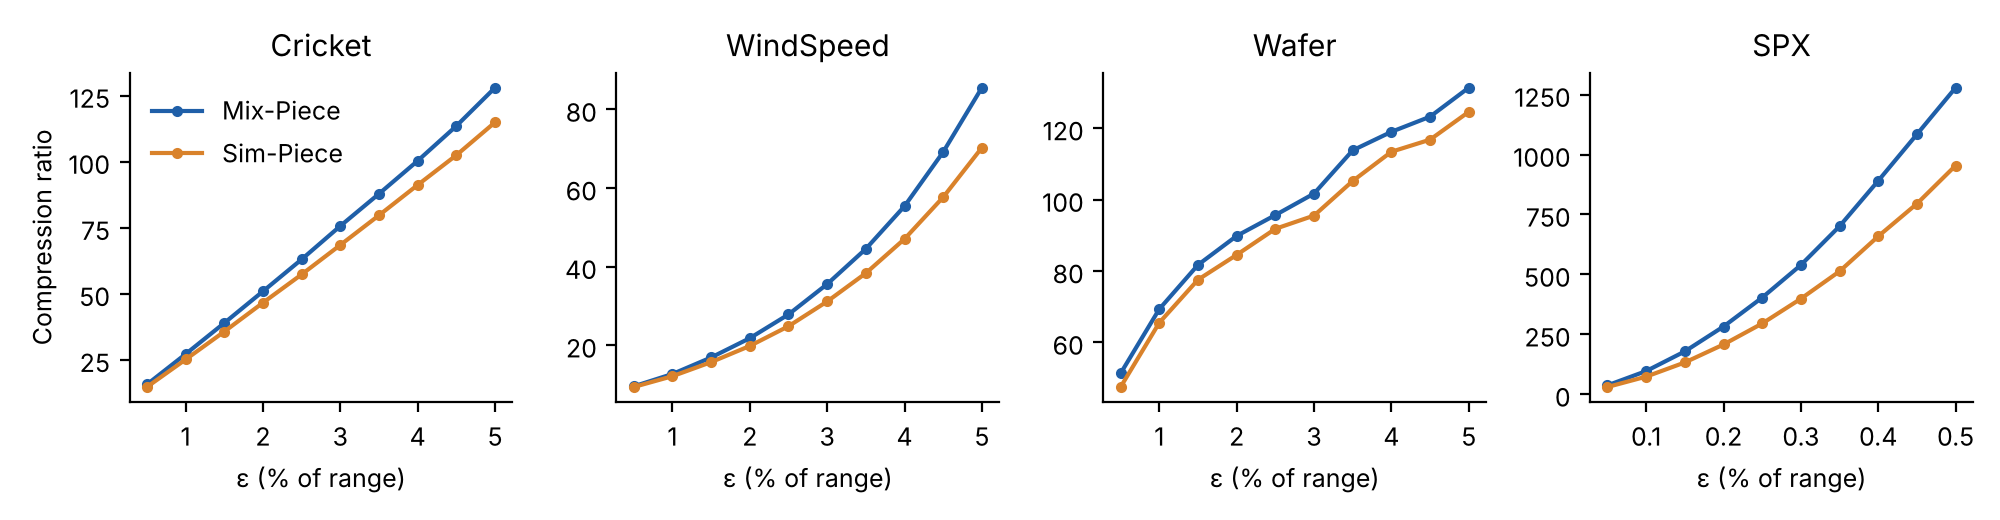 Cricket
WindSpeed
Wafer
SPX
Compression ratio
125
100
75
50
25
Mix-Piece
Sim-Piece
1 2 3 4 5
ε (% of range)
80
60
40
20
1 2 3 4 5
ε (% of range)
120
100
80
60
1 2 3 4 5
ε (% of range)
1250
1000
750
500
250
0
0.1 0.2 0.3 0.4 0.5
ε (% of range)